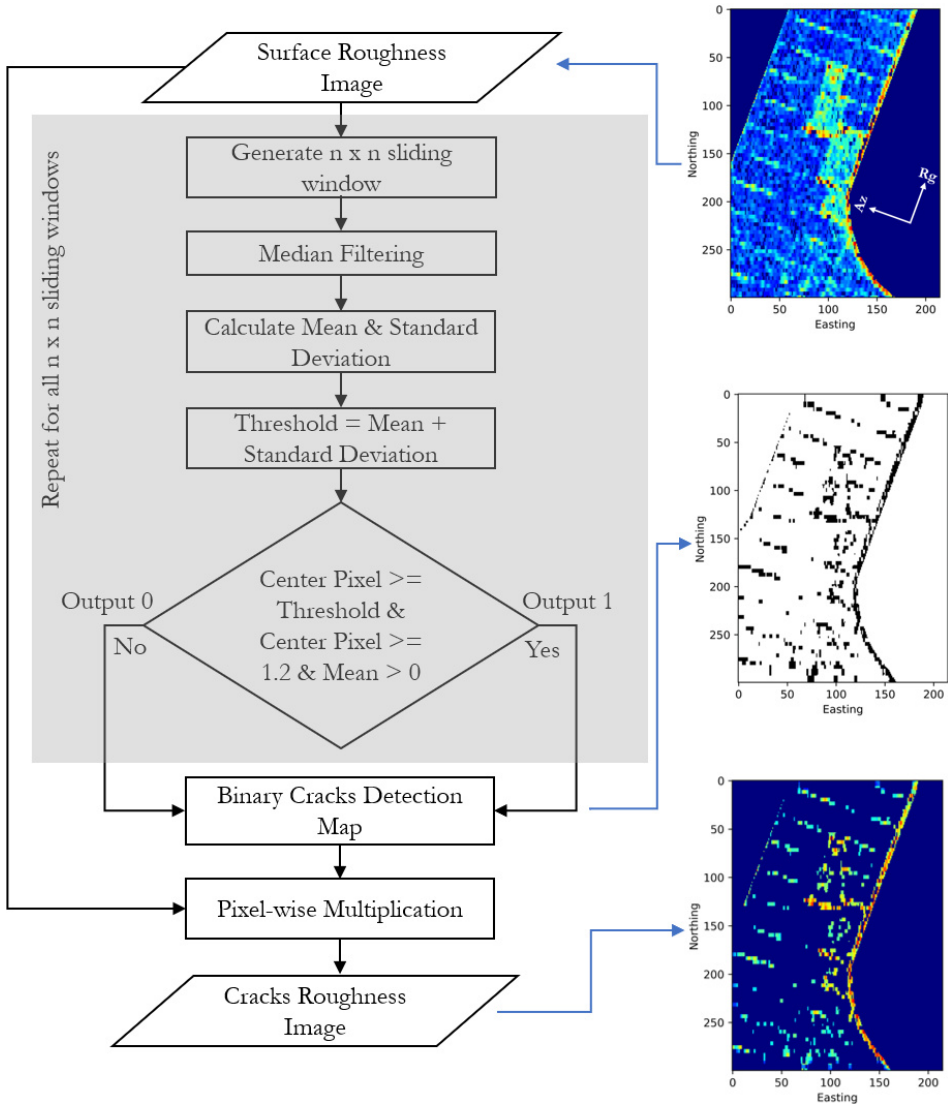 Surface Roughness
Image
Repeat for all n x n sliding windows
Generate n x n sliding
window
Median Filtering
Calculate Mean & Standard
Deviation
Threshold = Mean +
Standard Deviation
Center Pixel >=
Threshold &
Center Pixel >=
1.2 & Mean > 0
Output 0
No
Output 1
Yes
Binary Cracks Detection
Map
Pixel-wise Multiplication
Cracks Roughness
Image
0
50
100
150
200
250
Northing
0
50
100
150
200
Easting
Az
Rg
0
50
100
150
200
250
Northing
0
50
100
150
200
Easting
0
50
100
150
200
250
Northing
0
50
100
150
200
Easting